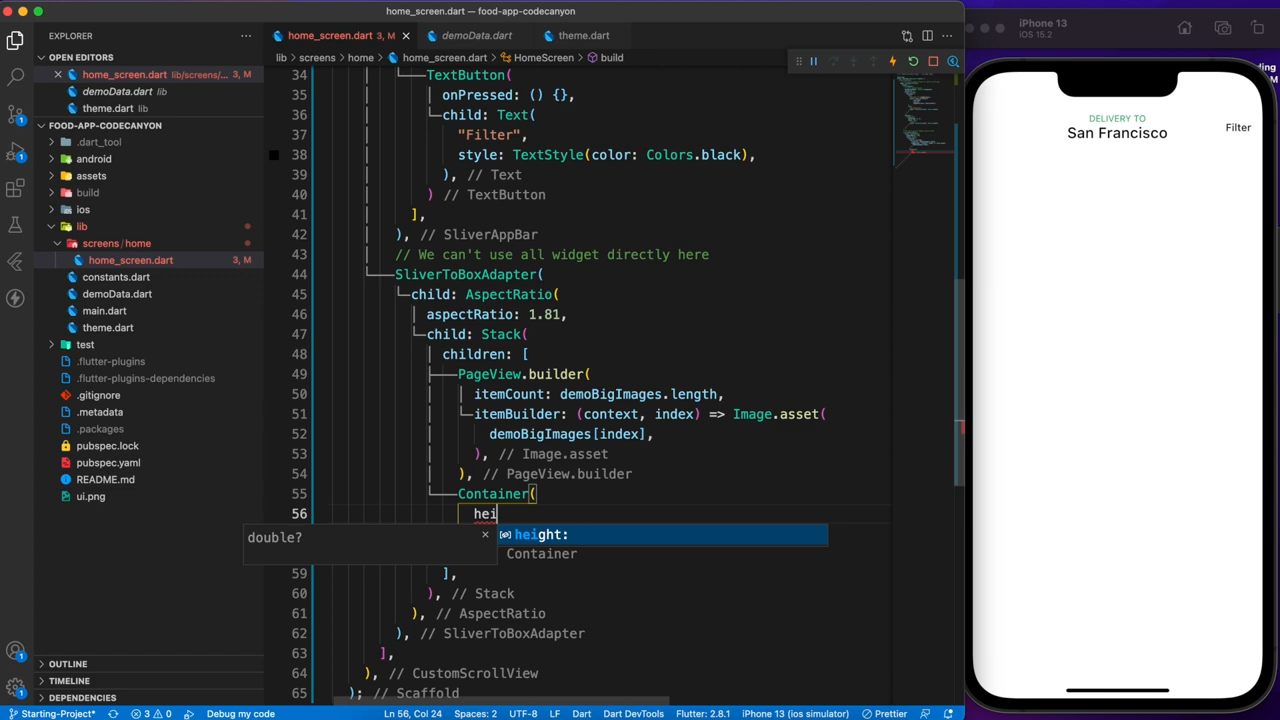 home_screen.dart — food-app-codecanyon
EXPLORER
OPEN EDITORS
home_screen.dart lib/screens/... 3, M
demoData.dart lib
theme.dart lib
FOOD-APP-CODECANYON
.dart_tool
android
assets
build
ios
lib
screens / home
home_screen.dart 3, M
constants.dart
demoData.dart
main.dart
theme.dart
test
.flutter-plugins
.flutter-plugins-dependencies
.gitignore
.metadata
.packages
pubspec.lock
pubspec.yaml
README.md
ui.png
OUTLINE
TIMELINE
DEPENDENCIES
1
1
1
1
home_screen.dart 3, M
demoData.dart
theme.dart
lib > screens > home > home_screen.dart > HomeScreen > build
34 TextButton(
35 onPressed: () {},
36 child: Text(
37 "Filter",
38 style: TextStyle(color: Colors.black),
39 ), // Text
40 ) // TextButton
41 ],
42 ), // SliverAppBar
43 // We can't use all widget directly here
44 SliverToBoxAdapter(
45 child: AspectRatio(
46 aspectRatio: 1.81,
47 child: Stack(
48 children: [
49 PageView.builder(
50 itemCount: demoBigImages.length,
51 itemBuilder: (context, index) => Image.asset(
52 demoBigImages[index],
53 ), // Image.asset
54 ), // PageView.builder
55 Container(
56 hei
double?
height:
Container
59 ],
60 ), // Stack
61 ), // AspectRatio
62 ), // SliverToBoxAdapter
63 ],
64 ), // CustomScrollView
65 ); // Scaffold
Starting-Project* 3 0 Debug my code Ln 56, Col 24 Spaces: 2 UTF-8 LF Dart Dart DevTools Flutter: 2.8.1 iPhone 13 (ios simulator) Prettier
iPhone 13
iOS 15.2
DELIVERY TO
San Francisco
Filter